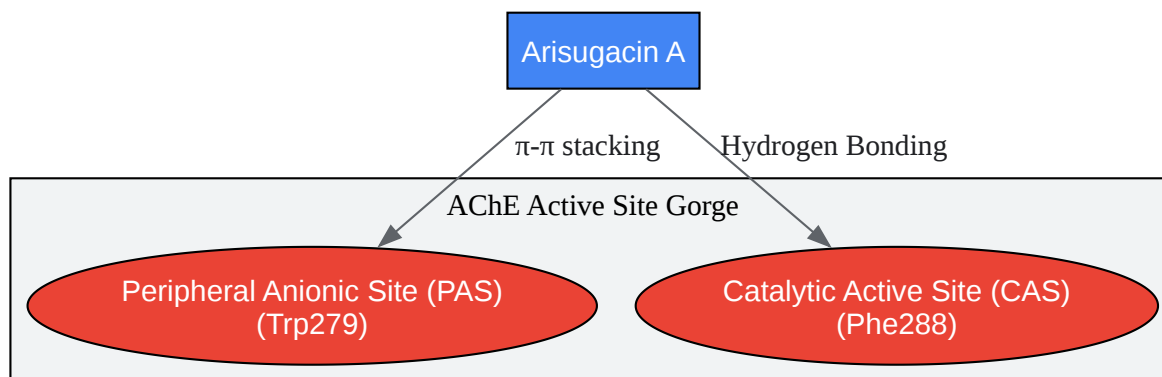 Arisugacin A
π-π stacking
Hydrogen Bonding
AChE Active Site Gorge
Peripheral Anionic Site (PAS)
(Trp279)
Catalytic Active Site (CAS)
(Phe288)